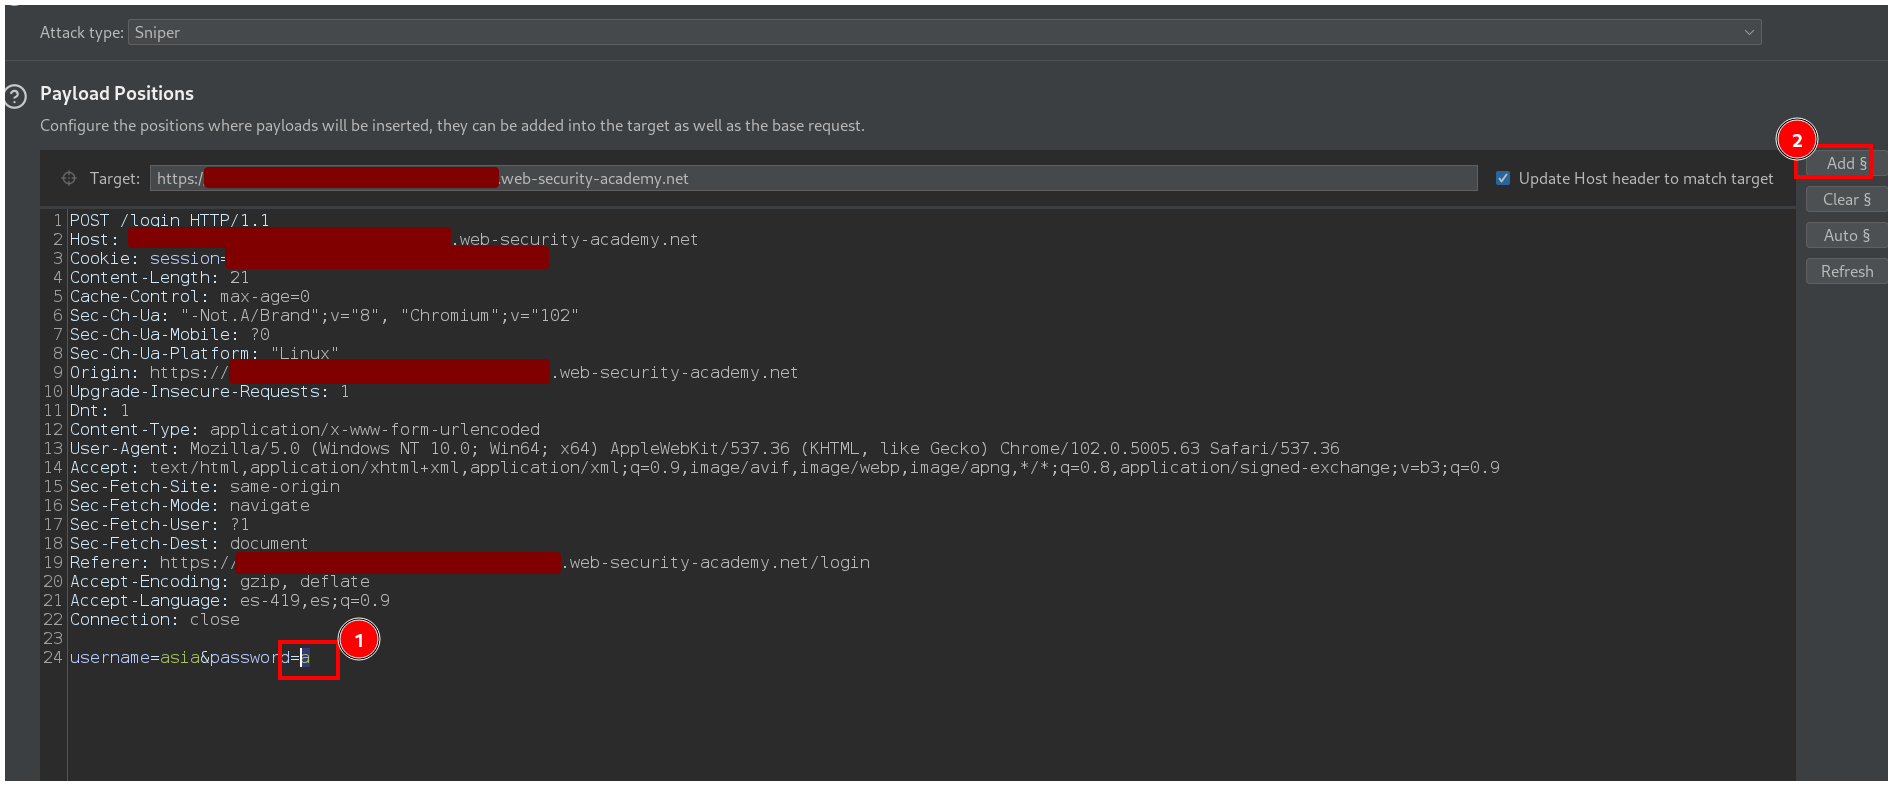 Attack type: Sniper
Payload Positions
Configure the positions where payloads will be inserted, they can be added into the target as well as the base request.
2
Add §
Target: https:/ .web-security-academy.net
Update Host header to match target
Clear §
Auto §
Refresh
1 POST /login HTTP/1.1
2 Host: .web-security-academy.net
3 Cookie: session=
4 Content-Length: 21
5 Cache-Control: max-age=0
6 Sec-Ch-Ua: "-Not.A/Brand";v="8", "Chromium";v="102"
7 Sec-Ch-Ua-Mobile: ?0
8 Sec-Ch-Ua-Platform: "Linux"
9 Origin: https:// .web-security-academy.net
10 Upgrade-Insecure-Requests: 1
11 Dnt: 1
12 Content-Type: application/x-www-form-urlencoded
13 User-Agent: Mozilla/5.0 (Windows NT 10.0; Win64; x64) AppleWebKit/537.36 (KHTML, like Gecko) Chrome/102.0.5005.63 Safari/537.36
14 Accept: text/html,application/xhtml+xml,application/xml;q=0.9,image/avif,image/webp,image/apng,*/*;q=0.8,application/signed-exchange;v=b3;q=0.9
15 Sec-Fetch-Site: same-origin
16 Sec-Fetch-Mode: navigate
17 Sec-Fetch-User: ?1
18 Sec-Fetch-Dest: document
19 Referer: https:// .web-security-academy.net/login
20 Accept-Encoding: gzip, deflate
21 Accept-Language: es-419,es;q=0.9
22 Connection: close
23
1
24 username=asia&password=a